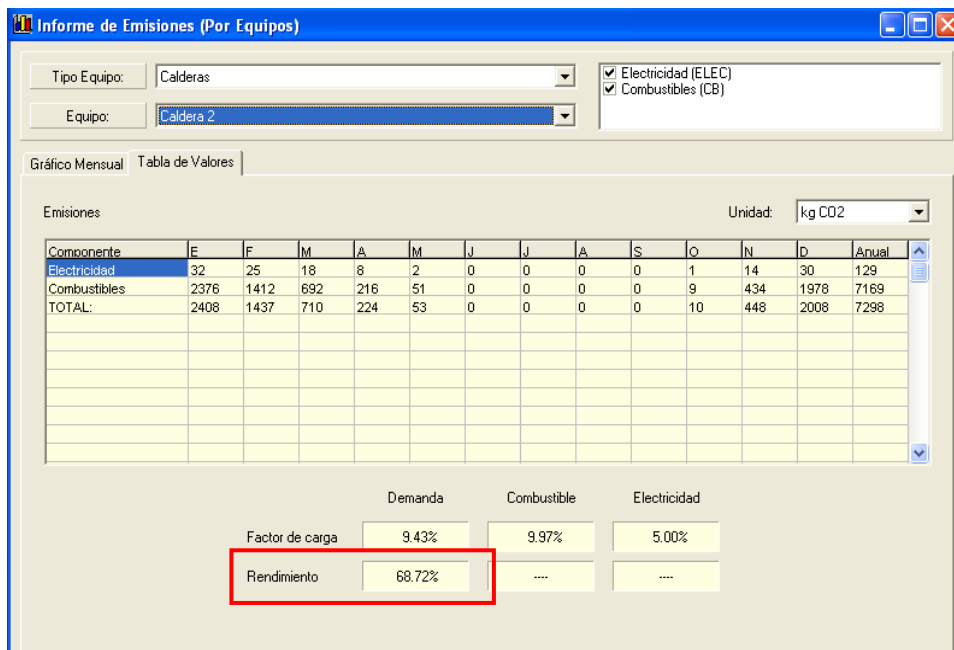 Informe de Emisiones (Por Equipos)
Tipo Equipo: Calderas Electricidad (ELEC)
Combustibles (CB)
Equipo: Caldera 2
Gráfico Mensual Tabla de Valores
Emisiones Unidad: kg CO2
Componente E F M A M J J A S O N D Anual
Electricidad 32 25 18 8 2 0 0 0 0 1 14 30 129
Combustibles 2376 1412 692 216 51 0 0 0 0 9 434 1978 7169
TOTAL: 2408 1437 710 224 53 0 0 0 0 10 448 2008 7298
Demanda Combustible Electricidad
Factor de carga 9.43% 9.97% 5.00%
Rendimiento 68.72% ---- ----